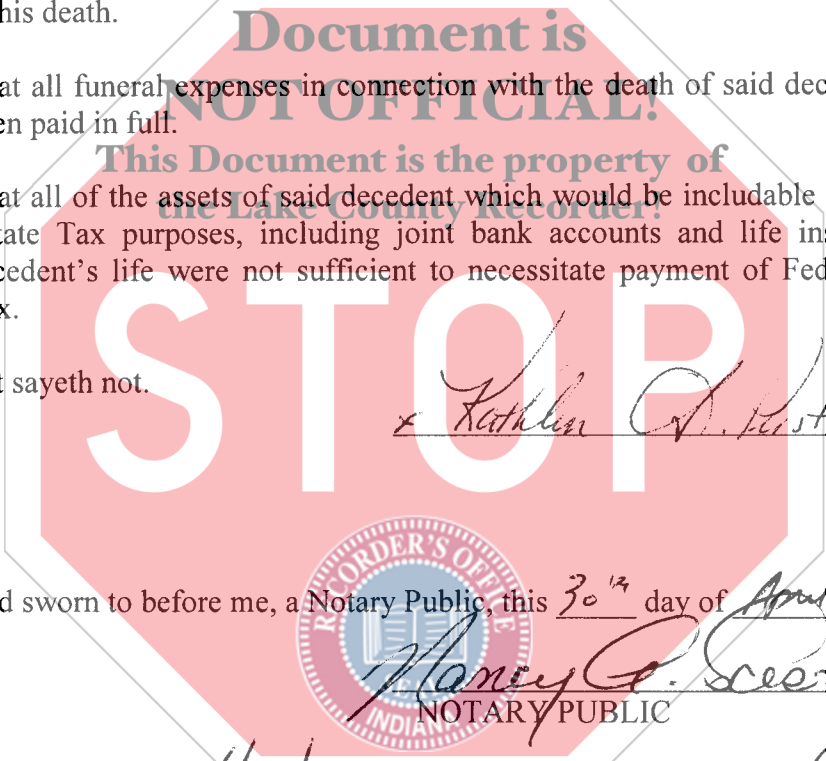 his death.
Document is
at all funeral expenses in connection with the death of said dec
NOT OFFICIAL!
en paid in full.
This Document is the property of
at all of the assets of said decedent which would be includable
the Lake County Recorder!
tate Tax purposes, including joint bank accounts and life ins
cedent's life were not sufficient to necessitate payment of Fed
x.
STOP
t sayeth not.
x
RECORDER'S OFFICE
d sworn to before me, a Notary Public, this 30th day of April
SEAL
Nancy
NOTARY PUBLIC
INDIANA